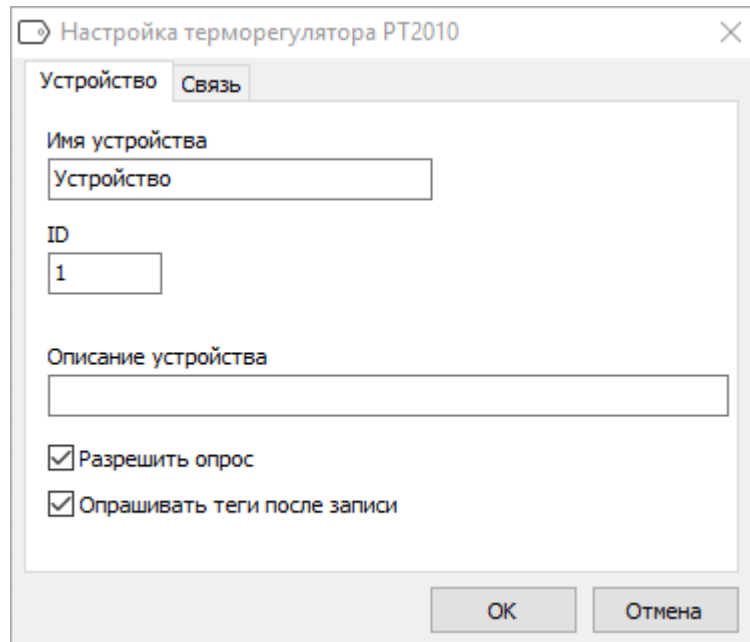 Настройка терморегулятора РТ2010
Устройство
Связь
Имя устройства
Устройство
ID
1
Описание устройства
Разрешить опрос
Опрашивать теги после записи
OK
Отмена